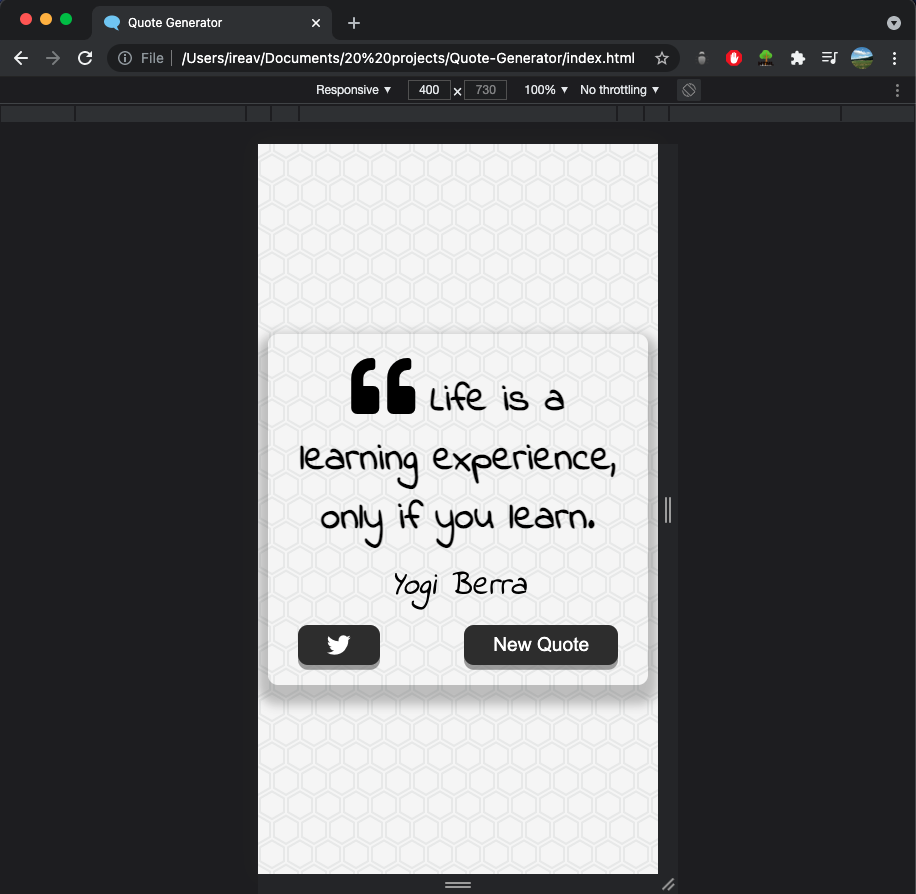 Quote Generator
File /Users/ireav/Documents/20%20projects/Quote-Generator/index.html
Responsive 400 × 730 100% No throttling
“ Life is a
learning experience,
only if you learn.
Yogi Berra
New Quote